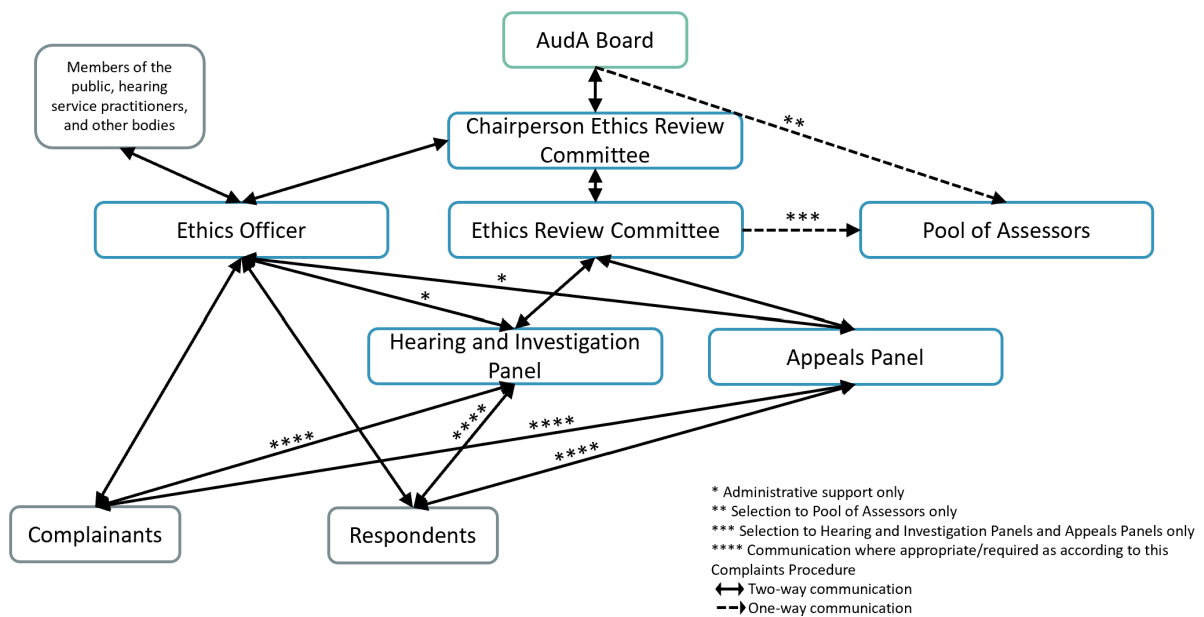 AudA Board
Members of the
public, hearing
service practitioners,
and other bodies
Chairperson Ethics Review
Committee
**
Ethics Officer
Ethics Review Committee
***
Pool of Assessors
*
*
Hearing and Investigation
Panel
Appeals Panel
****
****
****
****
Complainants
Respondents
* Administrative support only
** Selection to Pool of Assessors only
*** Selection to Hearing and Investigation Panels and Appeals Panels only
**** Communication where appropriate/required as according to this
Complaints Procedure
Two-way communication
One-way communication